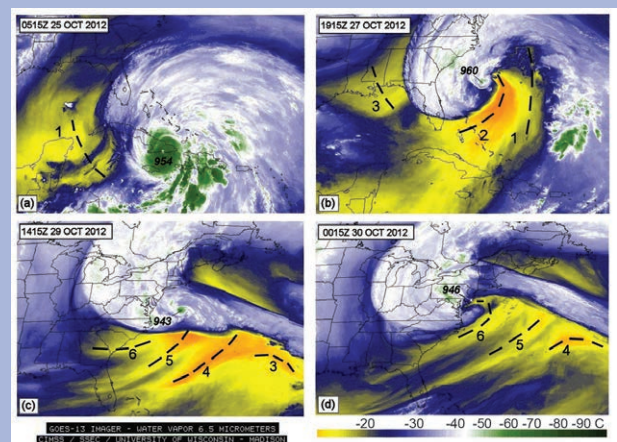 0515Z 25 OCT 2012
1
954
(a)
1915Z 27 OCT 2012
960
3
2
1
(b)
1415Z 29 OCT 2012
943
6
5
4
3
(c)
0015Z 30 OCT 2012
946
6
5
4
(d)
GOES-13 IMAGER - WATER VAPOR 6.5 MICROMETERS
CIMSS / SSEC / UNIVERSITY OF WISCONSIN - MADISON
-20 -30 -40 -50 -60 -70 -80 -90 C